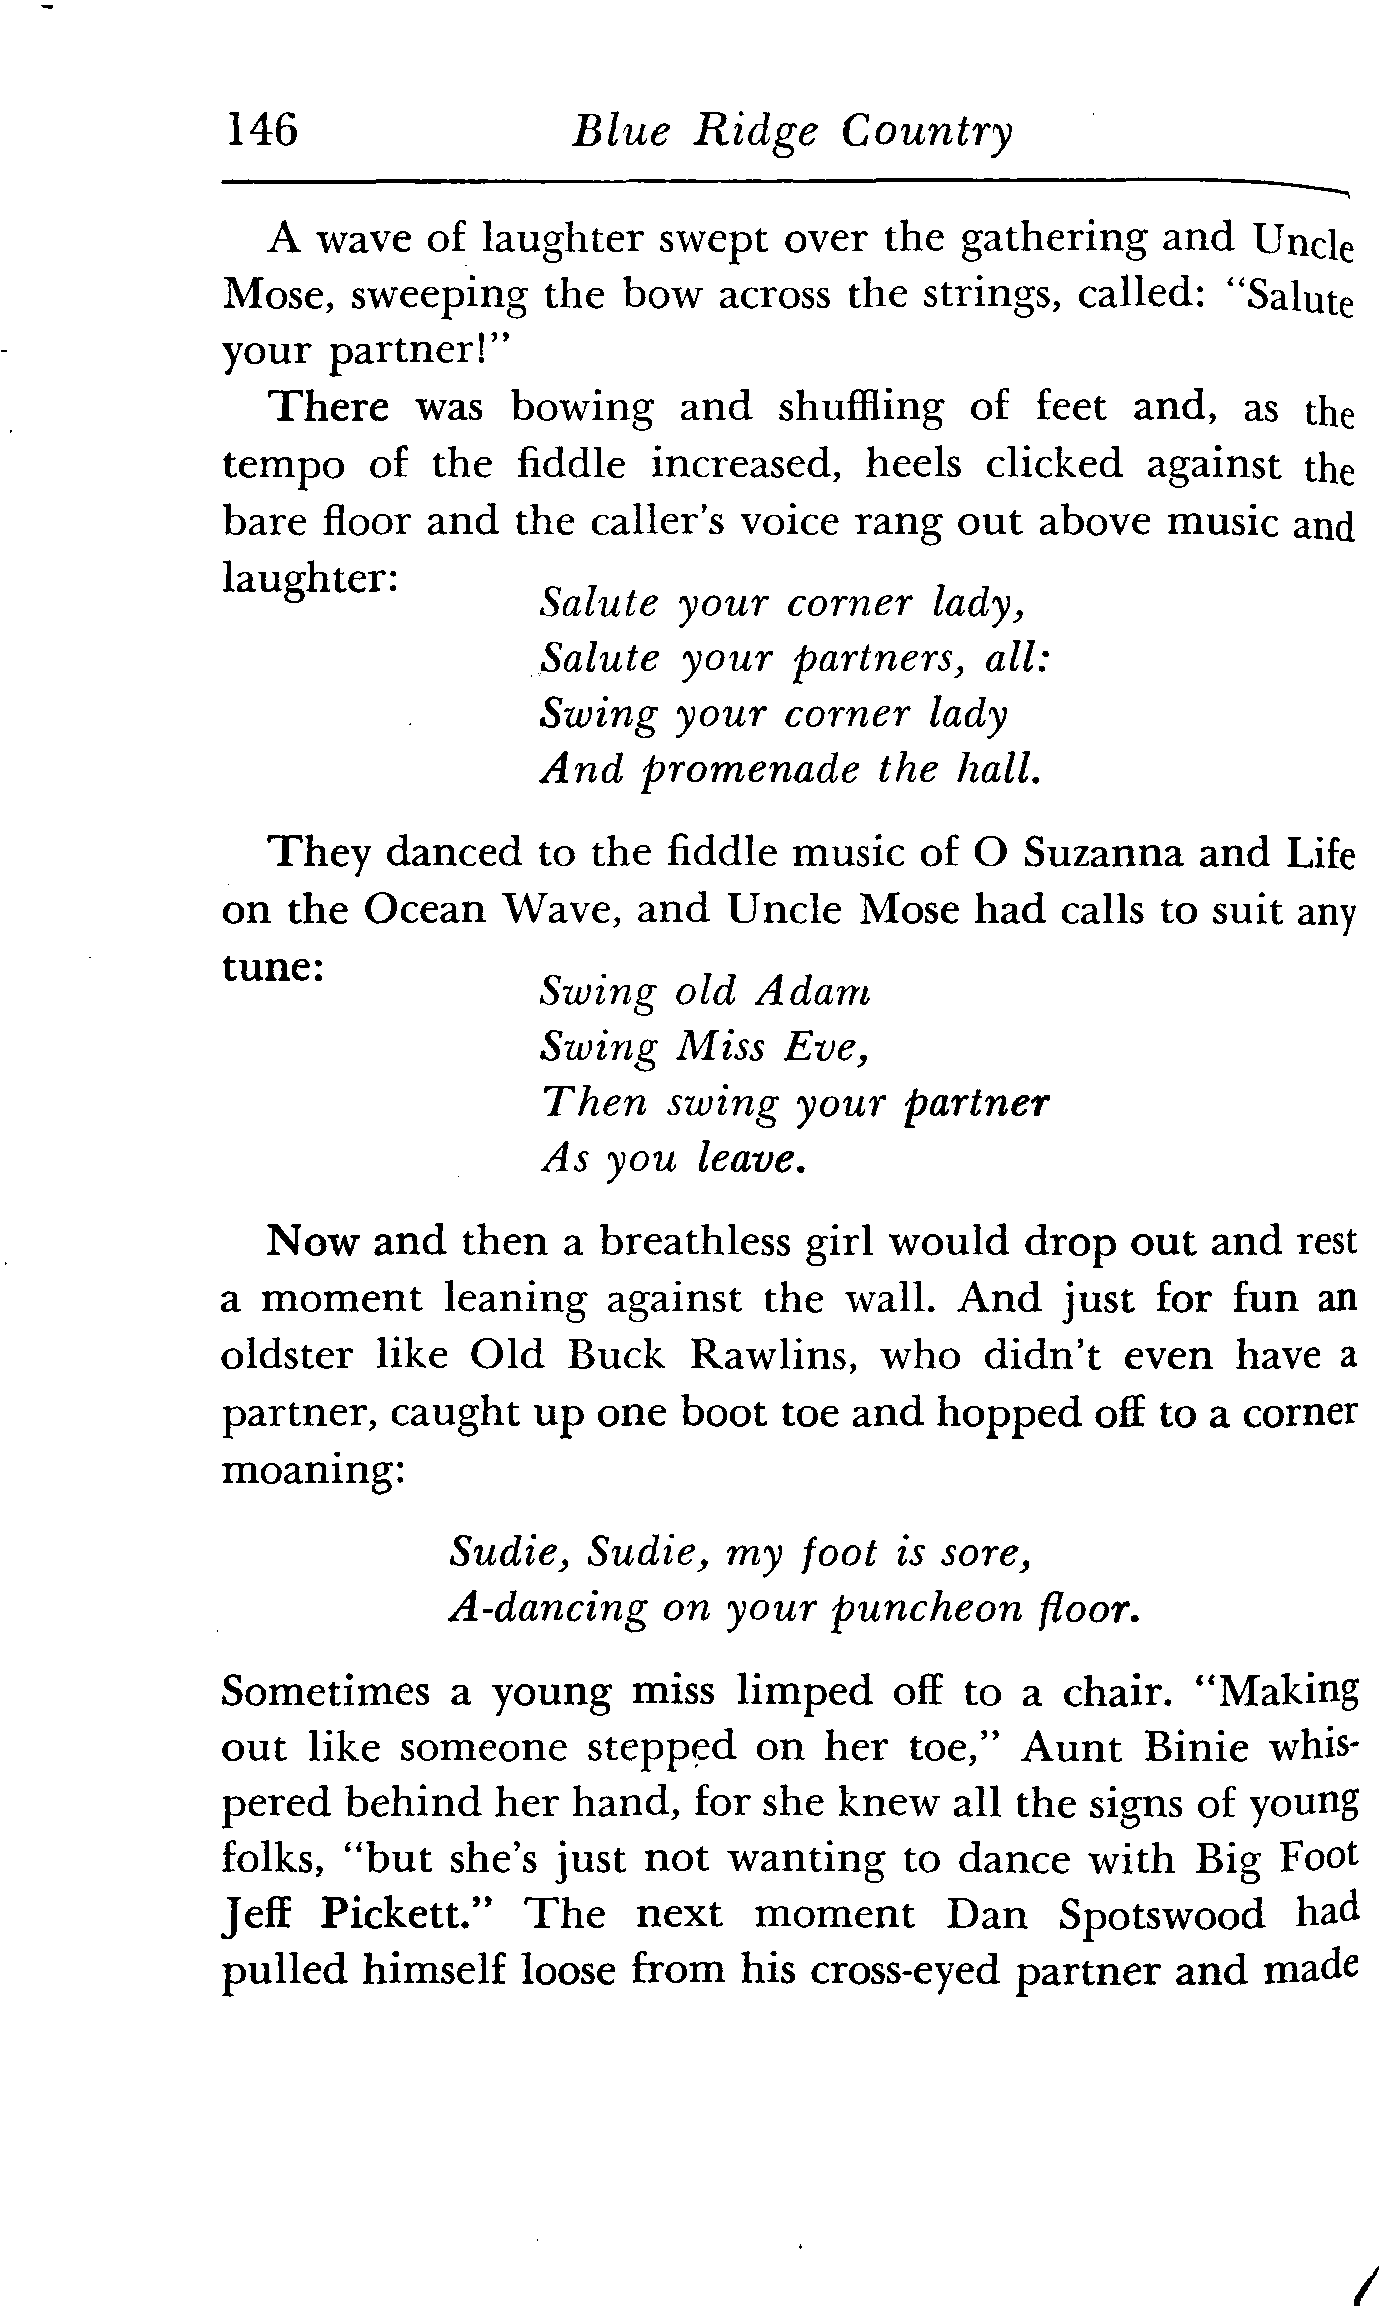 146 Blue Ridge Country
A wave of laughter swept over the gathering and Uncle
Mose, sweeping the bow across the strings, called: "Salute
your partner!"
There was bowing and shuffling of feet and, as the
tempo of the fiddle increased, heels clicked against the
bare floor and the caller's voice rang out above music and
laughter:
Salute your corner lady,
Salute your partners, all:
Swing your corner lady
And promenade the hall.
They danced to the fiddle music of O Suzanna and Life
on the Ocean Wave, and Uncle Mose had calls to suit any
tune:
Swing old Adam
Swing Miss Eve,
Then swing your partner
As you leave.
Now and then a breathless girl would drop out and rest
a moment leaning against the wall. And just for fun an
oldster like Old Buck Rawlins, who didn't even have a
partner, caught up one boot toe and hopped off to a corner
moaning:
Sudie, Sudie, my foot is sore,
A-dancing on your puncheon floor.
Sometimes a young miss limped off to a chair. "Making
out like someone stepped on her toe," Aunt Binie whis-
pered behind her hand, for she knew all the signs of young
folks, "but she's just not wanting to dance with Big Foot
Jeff Pickett." The next moment Dan Spotswood had
pulled himself loose from his cross-eyed partner and made